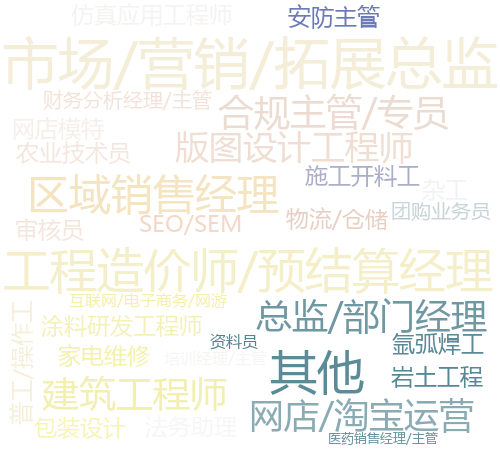 仿真应用工程师
安防主管
市场/营销/拓展总监
财务分析经理/主管
合规主管/专员
网店模特
版图设计工程师
农业技术员
施工开料工
杂工
区域销售经理
团购业务员
审核员
SEO/SEM
物流/仓储
工程造价师/预结算经理
互联网/电子商务/网游
总监/部门经理
普工/操作工
涂料研发工程师
资料员
氩弧焊工
家电维修
其他
岩土工程
建筑工程师
网店/淘宝运营
包装设计
法务助理
医药销售经理/主管